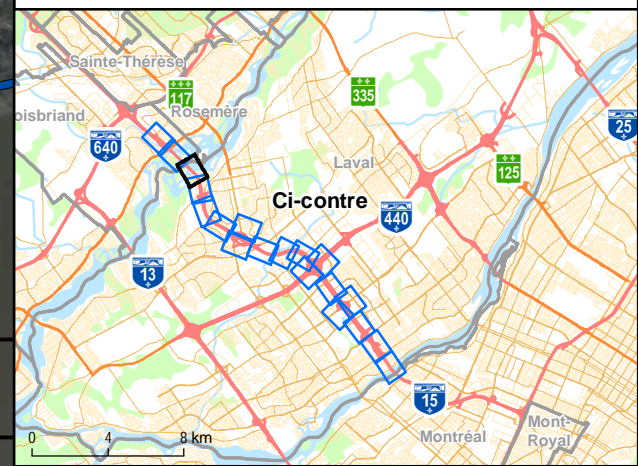 Sainte-Thérèse
117
335
oisbriand
Rosemère
25
640
Laval
125
Ci-contre
440
13
15
Mont-
Royal
Montréal
0 4 8 km